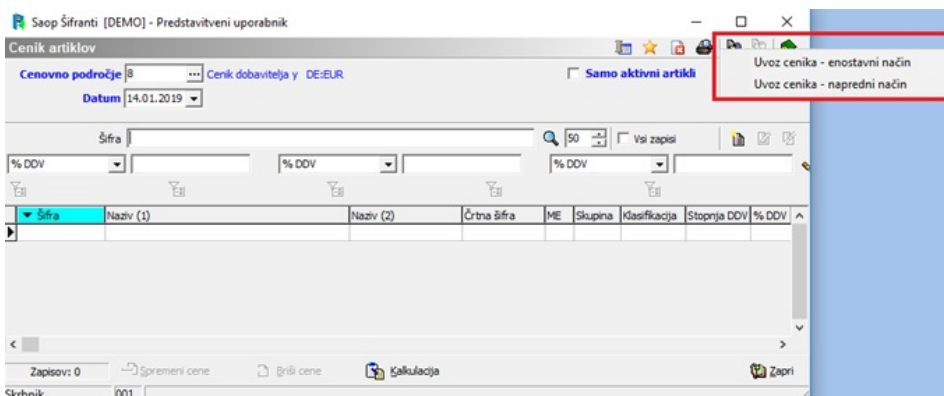 Saop Šifranti [DEMO] - Predstavitveni uporabnik
Cenik artiklov
Uvoz cenika - enostavni način
Uvoz cenika - napredni način
Cenovno področje 8 ... Cenik dobavitelja y DE:EUR
Samo aktivni artikli
Datum 14.01.2019
Šifra 50 Vsi zapisi
% DDV % DDV % DDV
Šifra Naziv (1) Naziv (2) Črtna šifra ME Skupina Klasifikacija Stopnja DDV % DDV
Zapisov: 0 Spremeni cene Briši cene Kalkulacija Zapri
Skrbnik 001